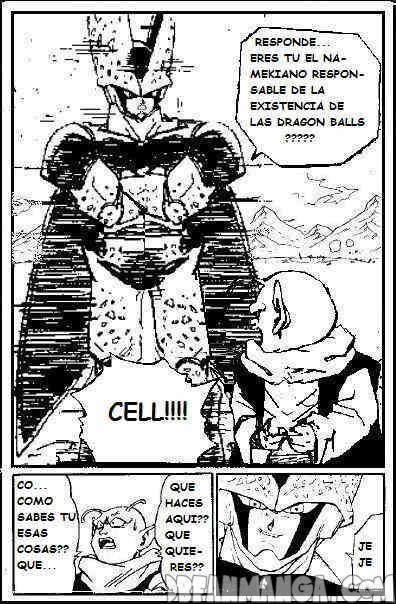 RESPONDE...
ERES TU EL NA-
MEKIANO RESPON-
SABLE DE LA
EXISTENCIA DE
LAS DRAGON BALLS
?????
CELL!!!!
CO...
COMO
SABES TU
ESAS
COSAS??
QUE...
QUE
HACES
AQUI??
QUE
QUIE-
RES??
JE
JE
DBFANMANGA.COM